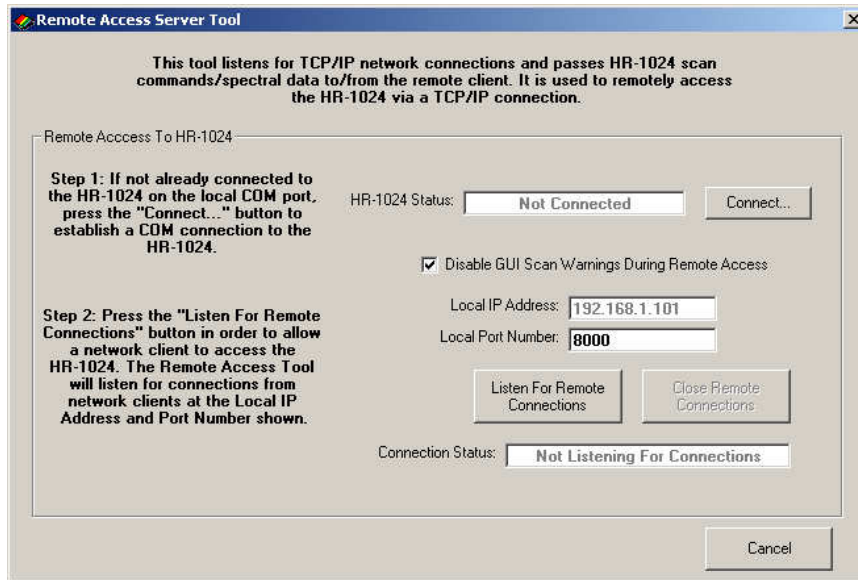 Remote Access Server Tool
This tool listens for TCP/IP network connections and passes HR-1024 scan
commands/spectral data to/from the remote client. It is used to remotely access
the HR-1024 via a TCP/IP connection.
Remote Acccess To HR-1024
Step 1: If not already connected to
the HR-1024 on the local COM port,
press the "Connect..." button to
establish a COM connection to the
HR-1024.
HR-1024 Status:
Not Connected
Connect...
Disable GUI Scan Warnings During Remote Access
Local IP Address:
192.168.1.101
Local Port Number:
8000
Step 2: Press the "Listen For Remote
Connections" button in order to allow
a network client to access the
HR-1024. The Remote Access Tool
will listen for connections from
network clients at the Local IP
Address and Port Number shown.
Listen For Remote
Connections
Close Remote
Connections
Connection Status:
Not Listening For Connections
Cancel